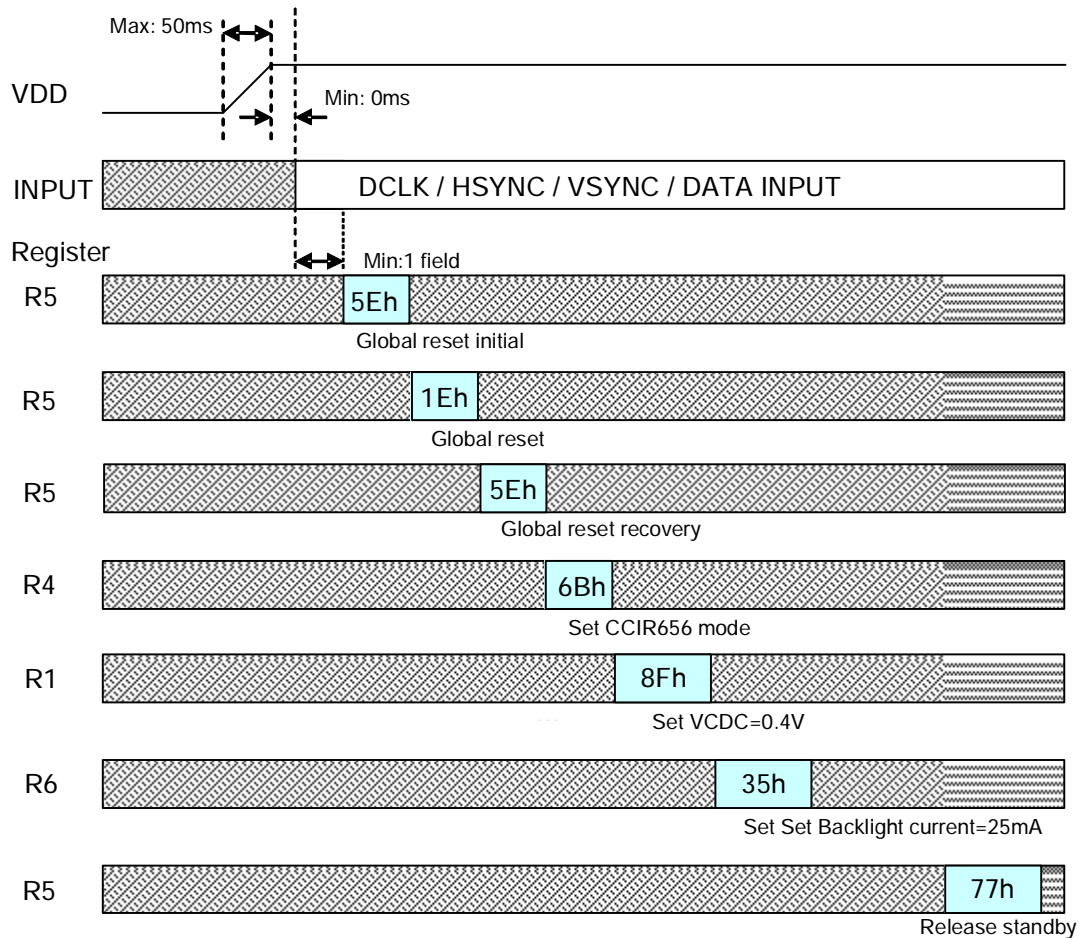 Max: 50ms
VDD
Min: 0ms
INPUT
DCLK / HSYNC / VSYNC / DATA INPUT
Register
Min:1 field
R5
5Eh
Global reset initial
R5
1Eh
Global reset
R5
5Eh
Global reset recovery
R4
6Bh
Set CCIR656 mode
R1
8Fh
Set VCDC=0.4V
R6
35h
Set Set Backlight current=25mA
R5
77h
Release standby